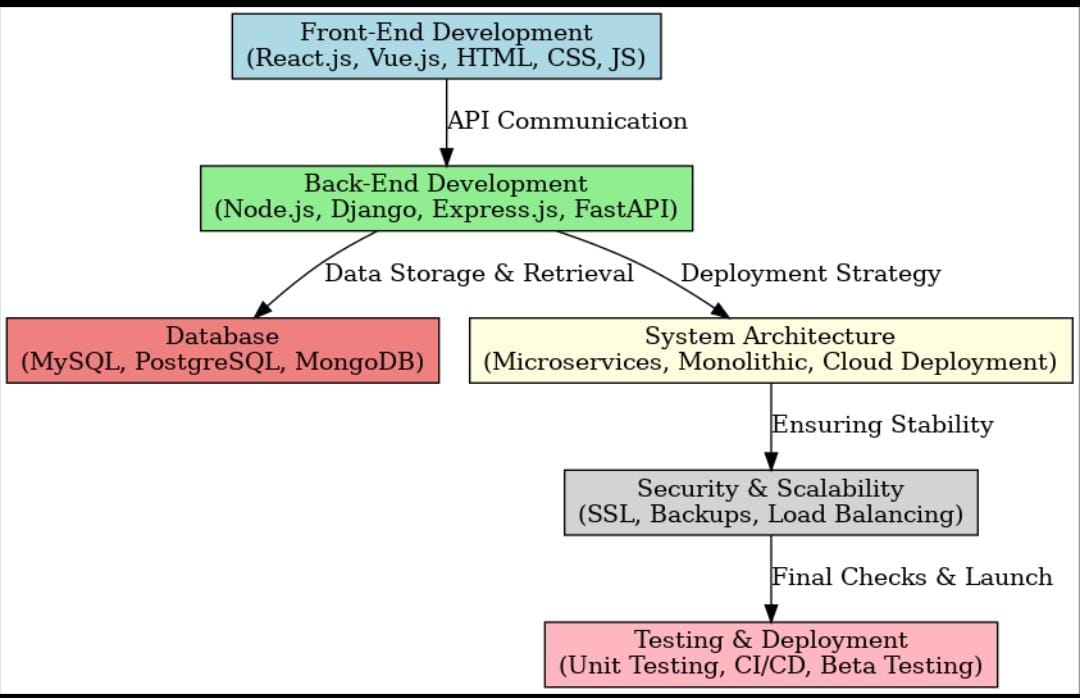 Front-End Development
(React.js, Vue.js, HTML, CSS, JS)
API Communication
Back-End Development
(Node.js, Django, Express.js, FastAPI)
Data Storage & Retrieval
Deployment Strategy
Database
(MySQL, PostgreSQL, MongoDB)
System Architecture
(Microservices, Monolithic, Cloud Deployment)
Ensuring Stability
Security & Scalability
(SSL, Backups, Load Balancing)
Final Checks & Launch
Testing & Deployment
(Unit Testing, CI/CD, Beta Testing)